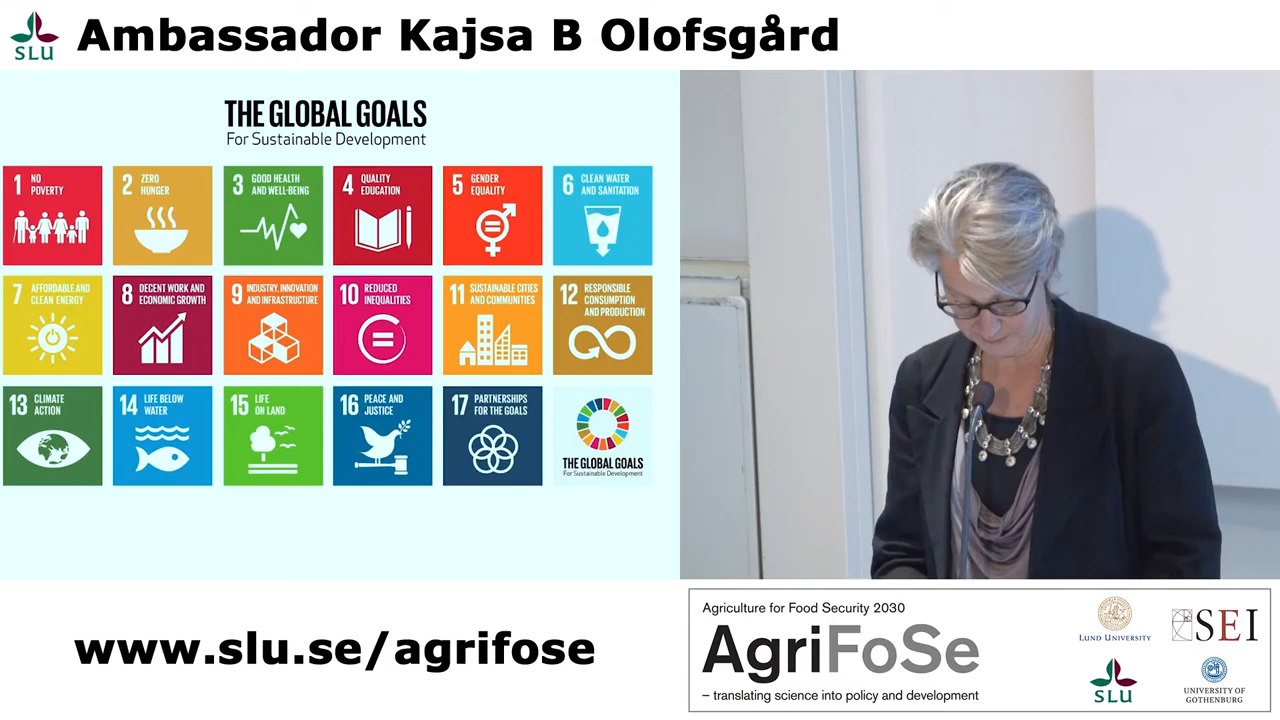 SLU
Ambassador Kajsa B Olofsgård
THE GLOBAL GOALS
For Sustainable Development
1 NO
POVERTY
2 ZERO
HUNGER
3 GOOD HEALTH
AND WELL-BEING
4 QUALITY
EDUCATION
5 GENDER
EQUALITY
6 CLEAN WATER
AND SANITATION
7 AFFORDABLE AND
CLEAN ENERGY
8 DECENT WORK AND
ECONOMIC GROWTH
9 INDUSTRY, INNOVATION
AND INFRASTRUCTURE
10 REDUCED
INEQUALITIES
11 SUSTAINABLE CITIES
AND COMMUNITIES
12 RESPONSIBLE
CONSUMPTION
AND PRODUCTION
13 CLIMATE
ACTION
14 LIFE BELOW
WATER
15 LIFE
ON LAND
16 PEACE AND
JUSTICE
17 PARTNERSHIPS
FOR THE GOALS
THE GLOBAL GOALS
For Sustainable Development
www.slu.se/agrifose
Agriculture for Food Security 2030
AgriFoSe
– translating science into policy and development
LUND UNIVERSITY
SEI
SLU
UNIVERSITY OF
GOTHENBURG